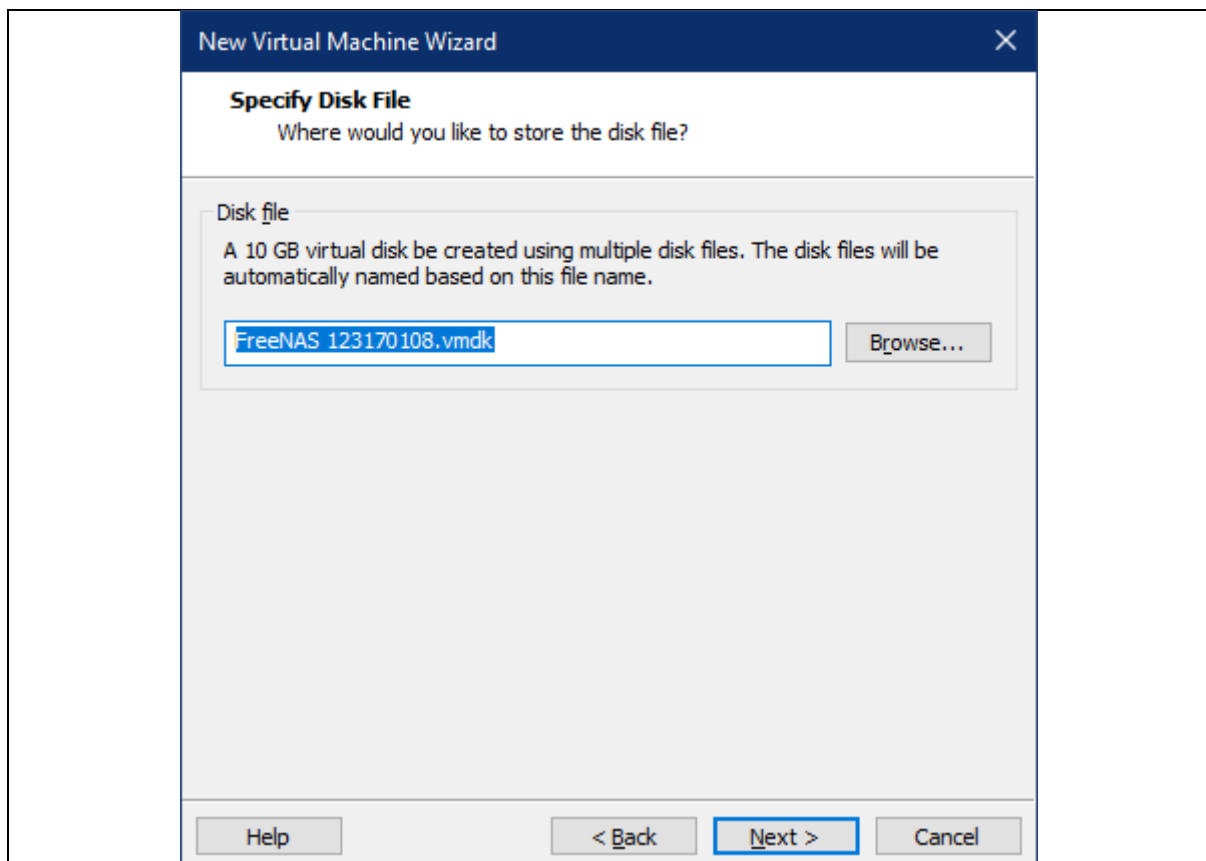 New Virtual Machine Wizard
Specify Disk File
Where would you like to store the disk file?
Disk file
A 10 GB virtual disk be created using multiple disk files. The disk files will be
automatically named based on this file name.
FreeNAS 123170108.vmdk
Browse...
Help
< Back
Next >
Cancel